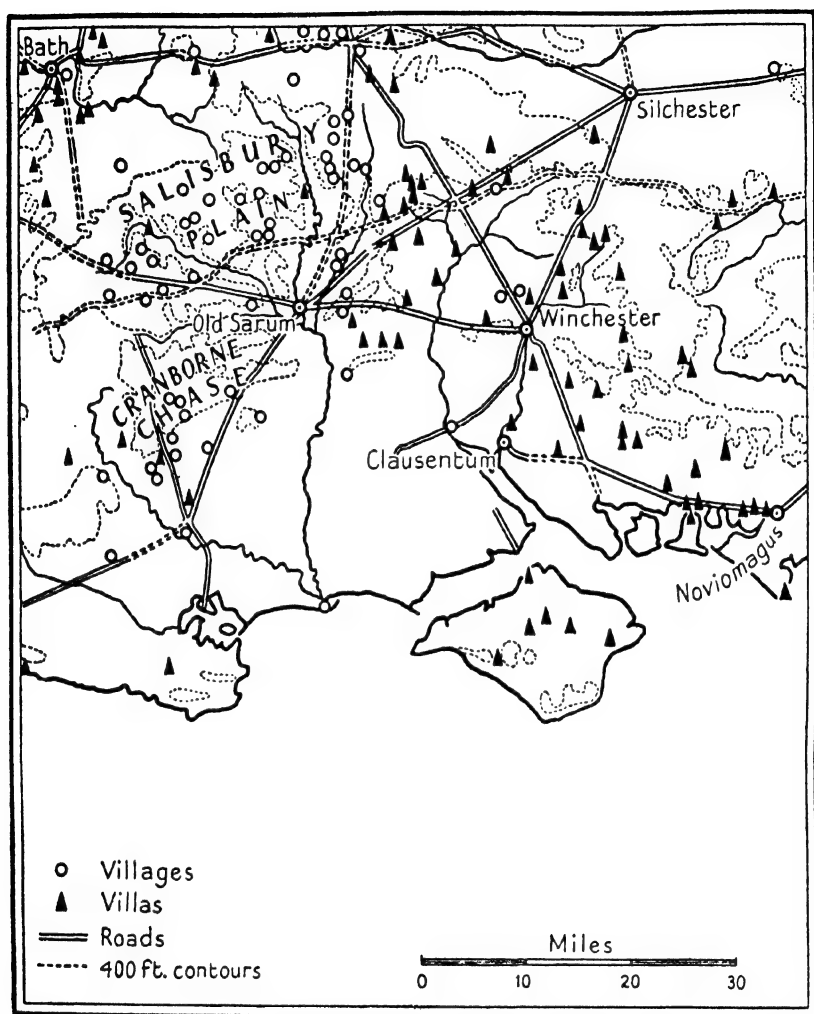 Bath
Silchester
SALISBURY
PLAIN
Old Sarum
Winchester
CRANBORNE
CHASE
Clausentum
Noviomagus
Villages
Villas
Roads
400 ft. contours
Miles
0 10 20 30